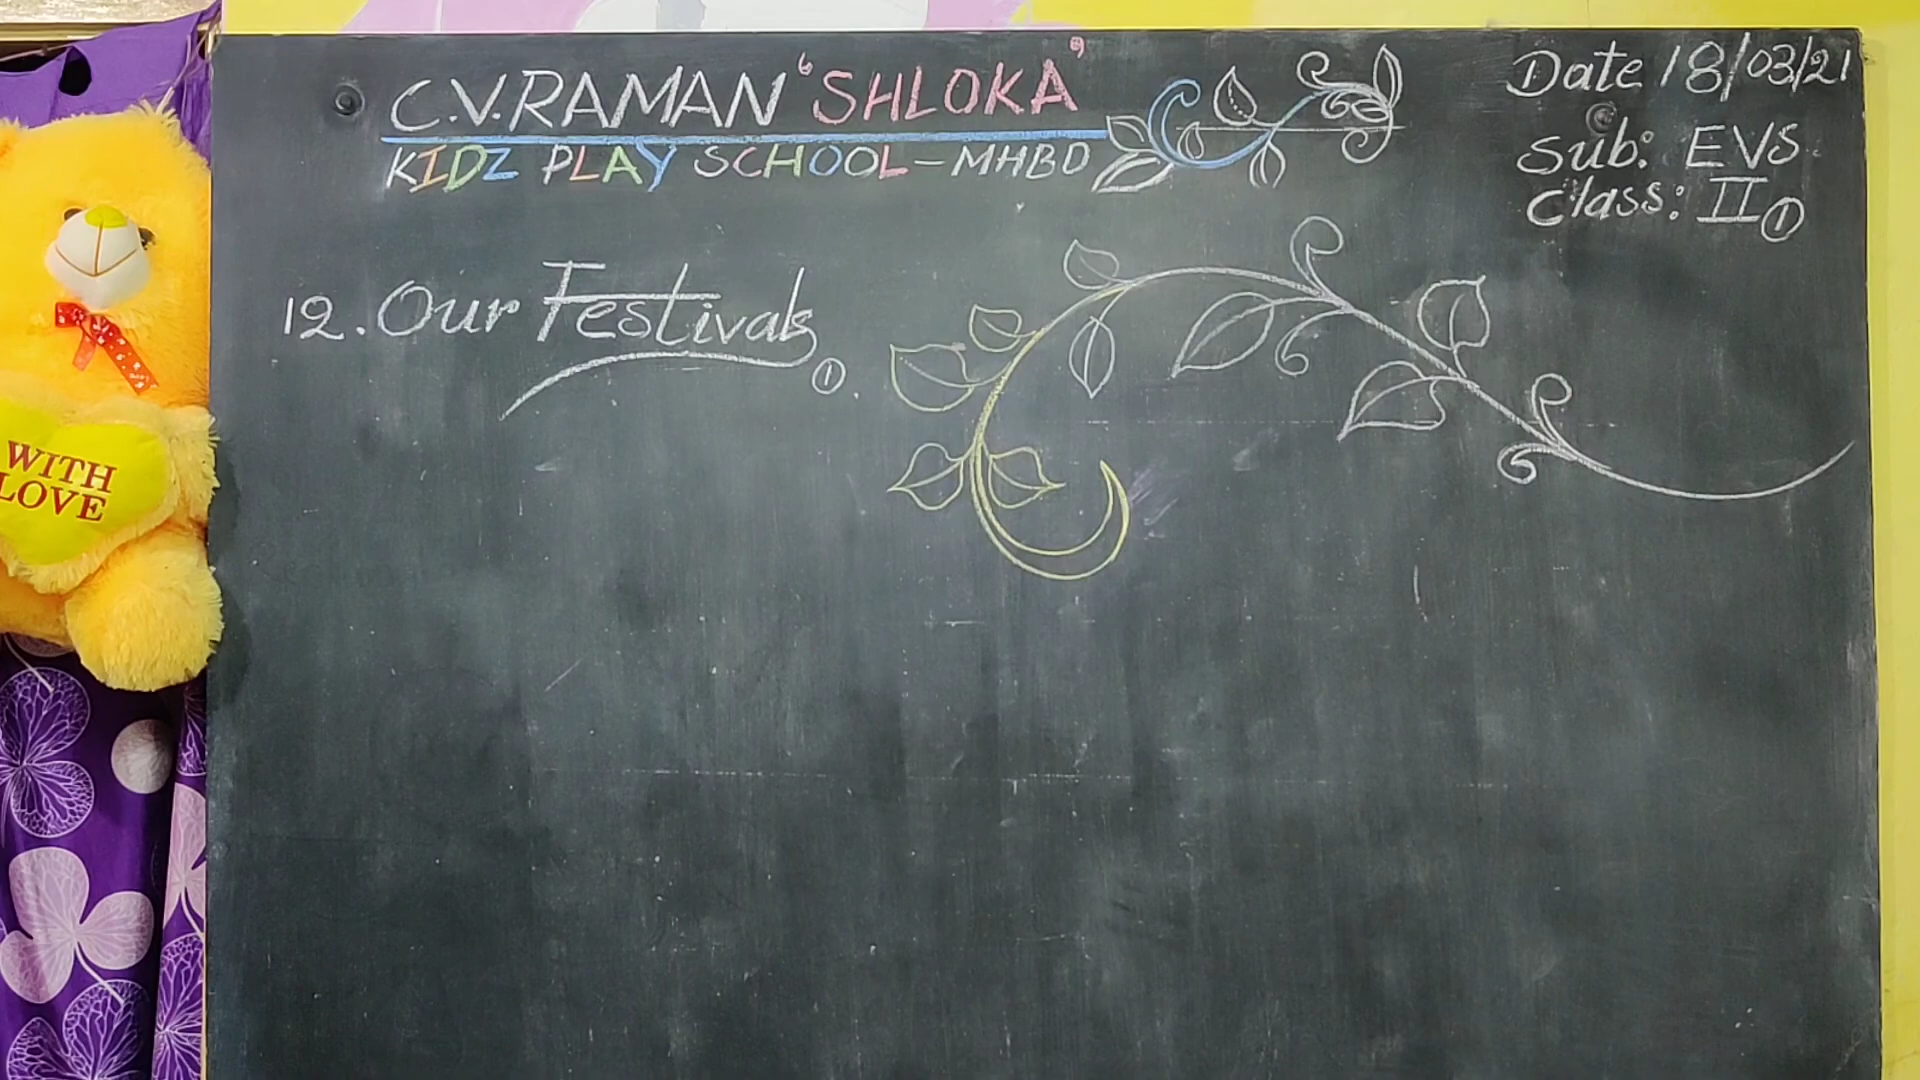 C.V.RAMAN 'SHLOKA'
KIDZ PLAY SCHOOL-MHBD
Date 18/03/21
Sub: EVS
Class: II ①
12. Our Festivals ①.
WITH
LOVE